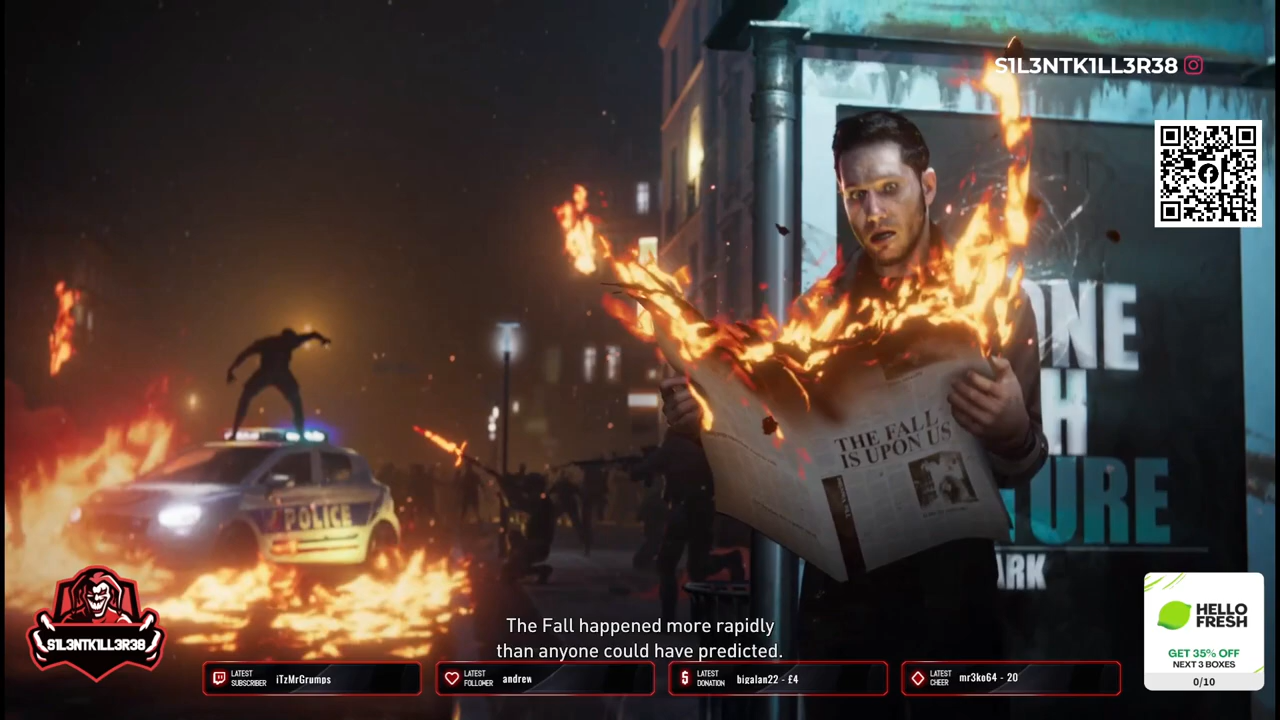 S1L3NTK1LL3R38
ONE
H
TURE
ARK
THE FALL
IS UPON US
POLICE
HELLO
FRESH
GET 35% OFF
NEXT 3 BOXES
0/10
S1L3NTK1LL3R38
The Fall happened more rapidly
than anyone could have predicted.
LATEST
SUBSCRIBER
iTzMrGrumps
LATEST
FOLLOWER
andrew
LATEST
DONATION
bigalan22 - £4
LATEST
CHEER
mr3ko64 - 20